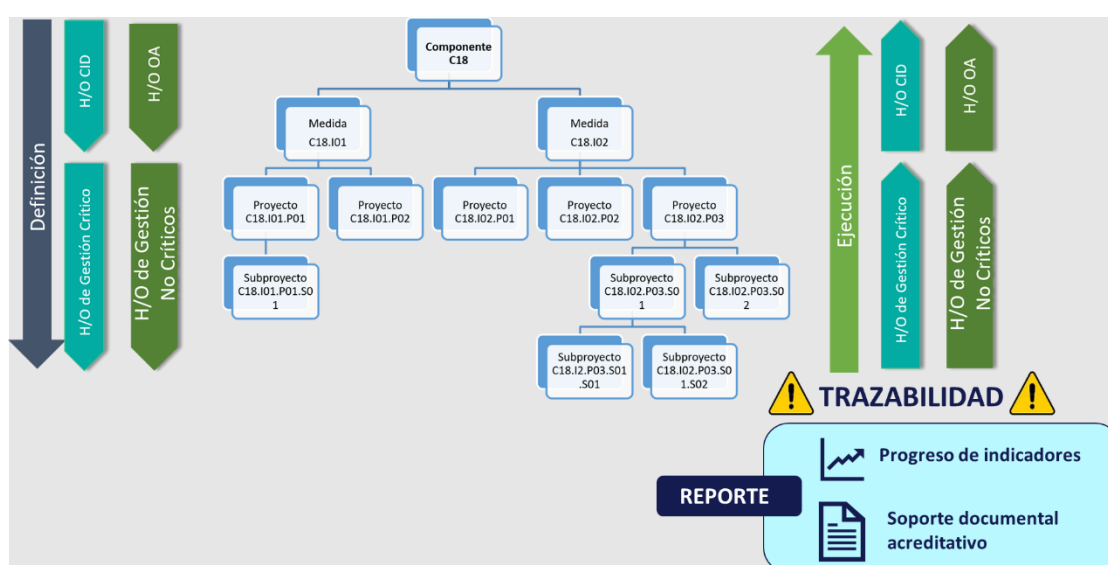 Definición
H/O CID
H/O de Gestión Crítico
H/O OA
H/O de Gestión
No Críticos
Componente
C18
Medida
C18.I01
Medida
C18.I02
Proyecto
C18.I01.P01
Proyecto
C18.I01.P02
Proyecto
C18.I02.P01
Proyecto
C18.I02.P02
Proyecto
C18.I02.P03
Subproyecto
C18.I01.P01.S0
1
Subproyecto
C18.I02.P03.S0
1
Subproyecto
C18.I02.P03.S0
2
Subproyecto
C18.I2.P03.S01
.S01
Subproyecto
C18.I02.P03.S0
1.S02
Ejecución
H/O CID
H/O de Gestión Crítico
H/O OA
H/O de Gestión
No Críticos
TRAZABILIDAD
REPORTE
Progreso de indicadores
Soporte documental
acreditativo